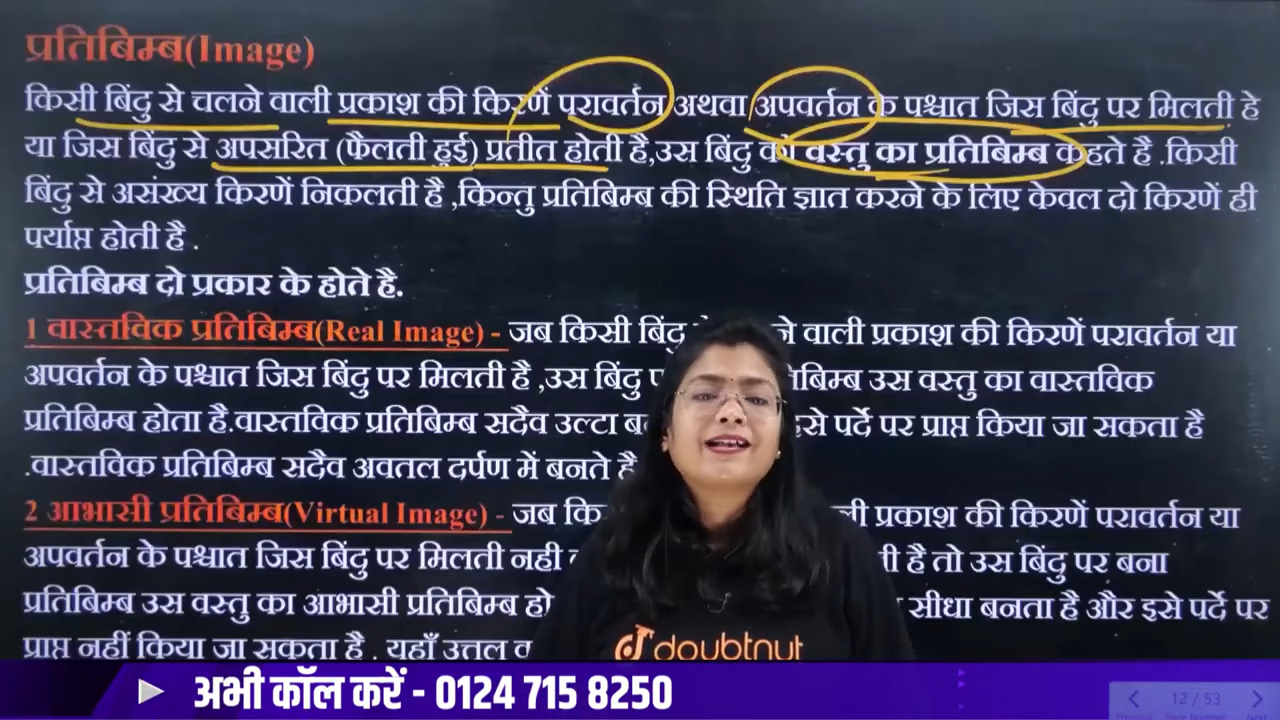 प्रतिबिम्ब(Image)
किसी बिंदु से चलने वाली प्रकाश की किरणें परावर्तन अथवा अपवर्तन के पश्चात जिस बिंदु पर मिलती हे
या जिस बिंदु से अपसरित (फैलती हुई) प्रतीत होती है,उस बिंदु को वस्तु का प्रतिबिम्ब कहते है .किसी
बिंदु से असंख्य किरणें निकलती है ,किन्तु प्रतिबिम्ब की स्थिति ज्ञात करने के लिए केवल दो किरणें ही
पर्याप्त होती है .
प्रतिबिम्ब दो प्रकार के होते है.
1 वास्तविक प्रतिबिम्ब(Real Image) - जब किसी बिंदु वाली प्रकाश की किरणें परावर्तन या
अपवर्तन के पश्चात जिस बिंदु पर मिलती है ,उस बिंदु उस वस्तु का वास्तविक
प्रतिबिम्ब होता है.वास्तविक प्रतिबिम्ब सदैव उल्टा पर्दे पर प्राप्त किया जा सकता है
.वास्तविक प्रतिबिम्ब सदैव अवतल दर्पण में बनते है
2 आभासी प्रतिबिम्ब(Virtual Image) - जब प्रकाश की किरणें परावर्तन या
अपवर्तन के पश्चात जिस बिंदु पर मिलती नही है तो उस बिंदु पर बना
प्रतिबिम्ब उस वस्तु का आभासी प्रतिबिम्ब सीधा बनता है और इसे पर्दे पर
प्राप्त नहीं किया जा सकता है . यहाँ उत्तल
doubtnut
अभी कॉल करें - 0124 715 8250
12 / 53